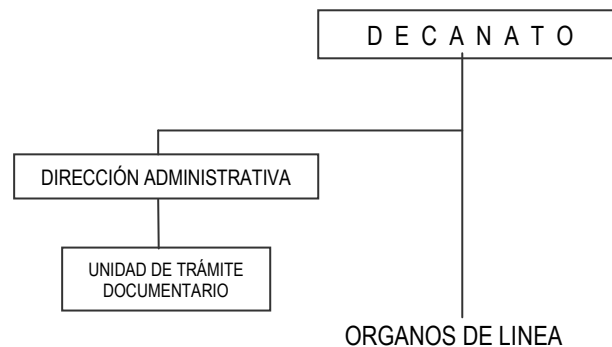 D E C A N A T O
DIRECCIÓN ADMINISTRATIVA
UNIDAD DE TRÁMITE
DOCUMENTARIO
ORGANOS DE LINEA